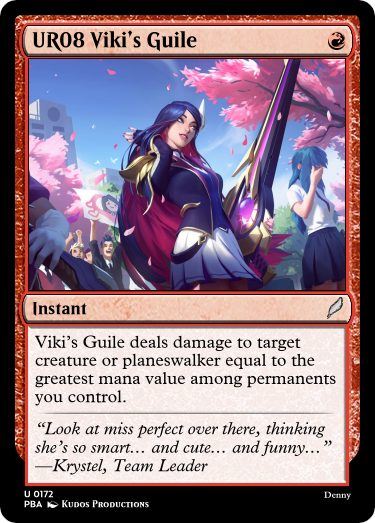 UR08 Viki's Guile
Instant
Viki's Guile deals damage to target
creature or planeswalker equal to the
greatest mana value among permanents
you control.
“Look at miss perfect over there, thinking
she's so smart… and cute… and funny…”
—Krystel, Team Leader
U 0172
PBA Kudos Productions
Denny